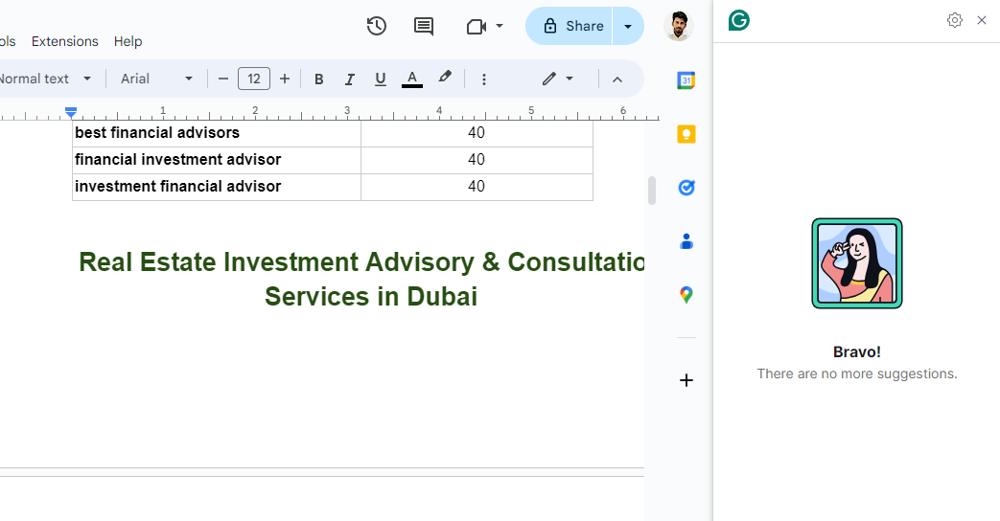 ols Extensions Help
Share
Normal text Arial 12 B I U A
1 2 3 4 5 6
best financial advisors 40
financial investment advisor 40
investment financial advisor 40
Real Estate Investment Advisory & Consultatio
Services in Dubai
31
G
Bravo!
There are no more suggestions.